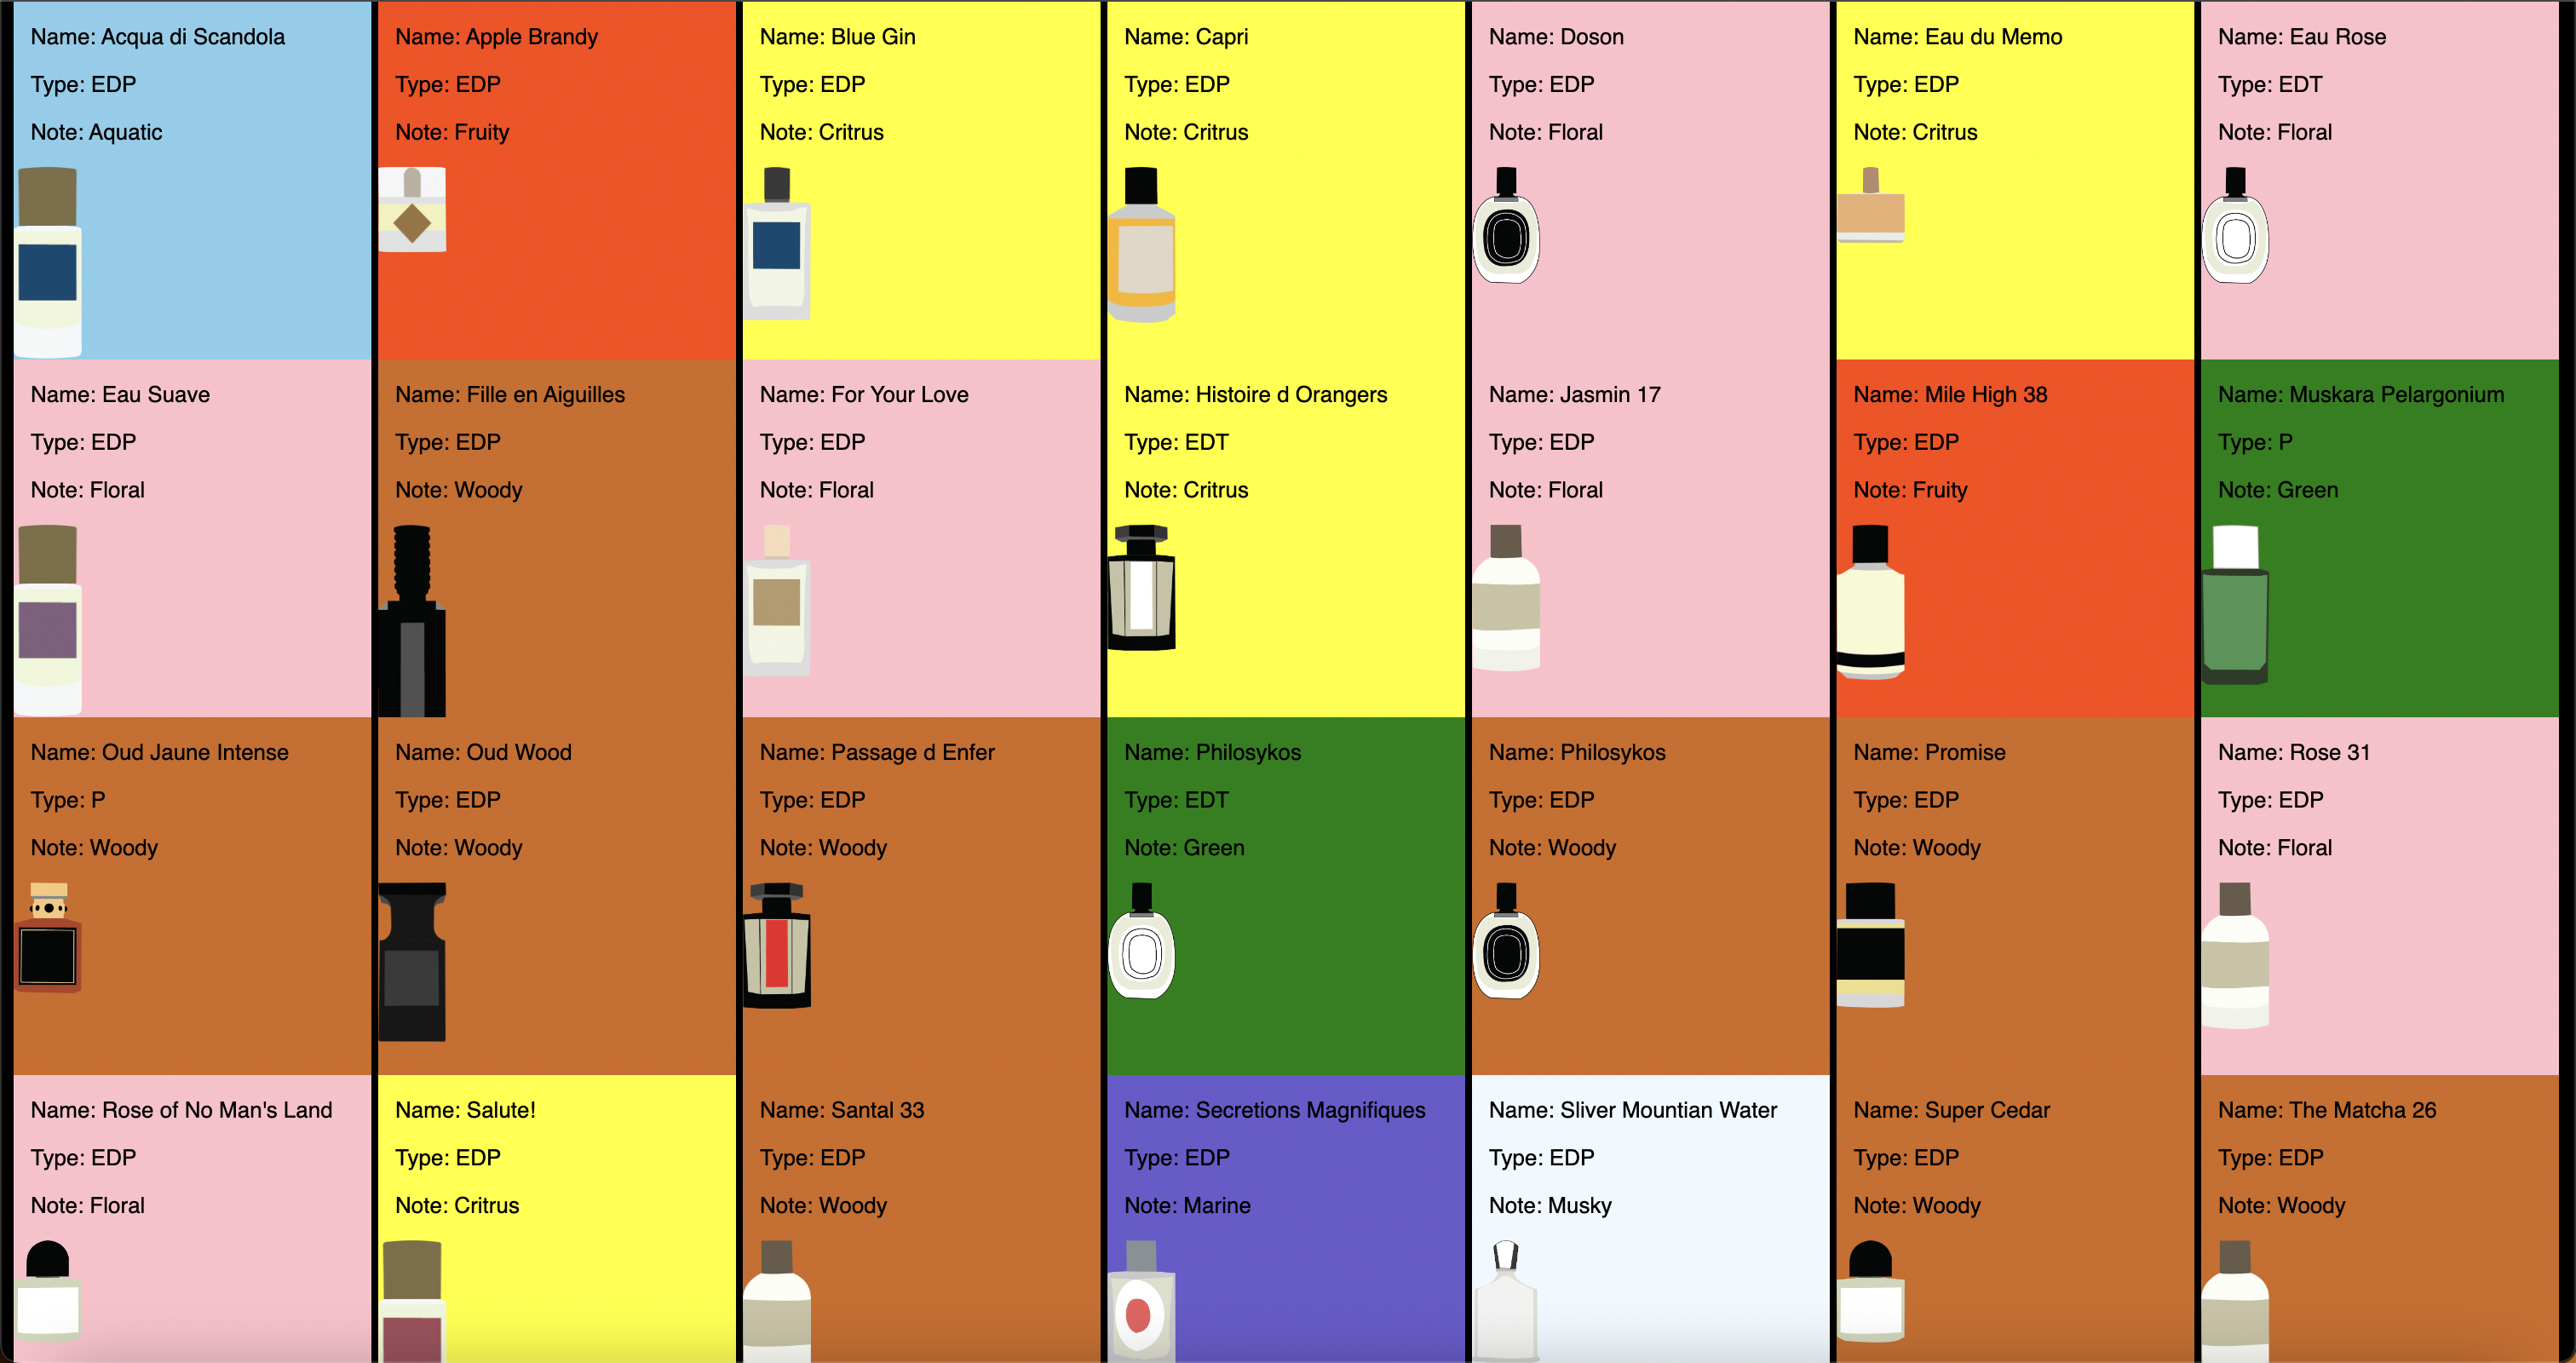 Name: Acqua di Scandola
Type: EDP
Note: Aquatic
Name: Apple Brandy
Type: EDP
Note: Fruity
Name: Blue Gin
Type: EDP
Note: Critrus
Name: Capri
Type: EDP
Note: Critrus
Name: Doson
Type: EDP
Note: Floral
Name: Eau du Memo
Type: EDP
Note: Critrus
Name: Eau Rose
Type: EDT
Note: Floral
Name: Eau Suave
Type: EDP
Note: Floral
Name: Fille en Aiguilles
Type: EDP
Note: Woody
Name: For Your Love
Type: EDP
Note: Floral
Name: Histoire d Orangers
Type: EDT
Note: Critrus
Name: Jasmin 17
Type: EDP
Note: Floral
Name: Mile High 38
Type: EDP
Note: Fruity
Name: Muskara Pelargonium
Type: P
Note: Green
Name: Oud Jaune Intense
Type: P
Note: Woody
Name: Oud Wood
Type: EDP
Note: Woody
Name: Passage d Enfer
Type: EDP
Note: Woody
Name: Philosykos
Type: EDT
Note: Green
Name: Philosykos
Type: EDP
Note: Woody
Name: Promise
Type: EDP
Note: Woody
Name: Rose 31
Type: EDP
Note: Floral
Name: Rose of No Man's Land
Type: EDP
Note: Floral
Name: Salute!
Type: EDP
Note: Critrus
Name: Santal 33
Type: EDP
Note: Woody
Name: Secretions Magnifiques
Type: EDP
Note: Marine
Name: Sliver Mountian Water
Type: EDP
Note: Musky
Name: Super Cedar
Type: EDP
Note: Woody
Name: The Matcha 26
Type: EDP
Note: Woody